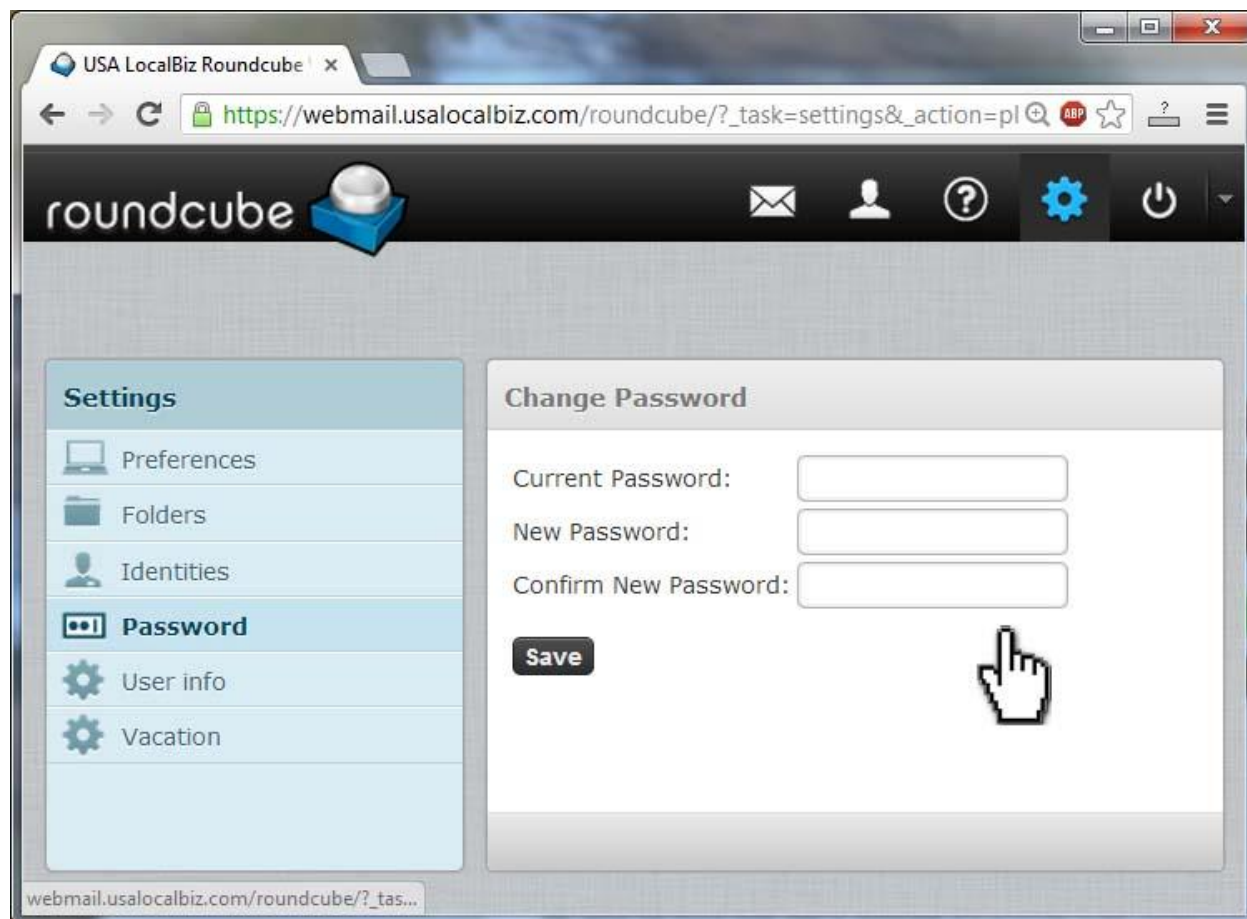 USA LocalBiz Roundcube
https://webmail.usalocalbiz.com/roundcube/?_task=settings&_action=pl ABP ?
roundcube
?
Settings
Preferences
Folders
Identities
Password
User info
Vacation
Change Password
Current Password:
New Password:
Confirm New Password:
Save
webmail.usalocalbiz.com/roundcube/?_tas...